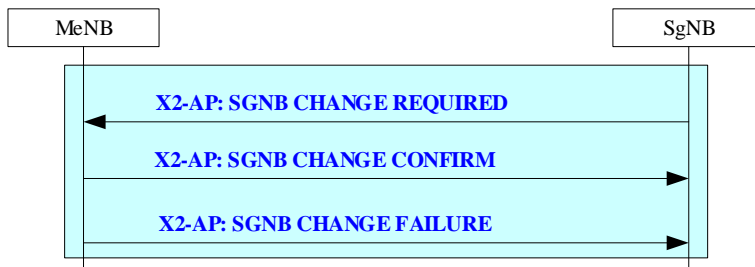 MeNB
SgNB
X2-AP: SGNB CHANGE REQUIRED
X2-AP: SGNB CHANGE CONFIRM
X2-AP: SGNB CHANGE FAILURE